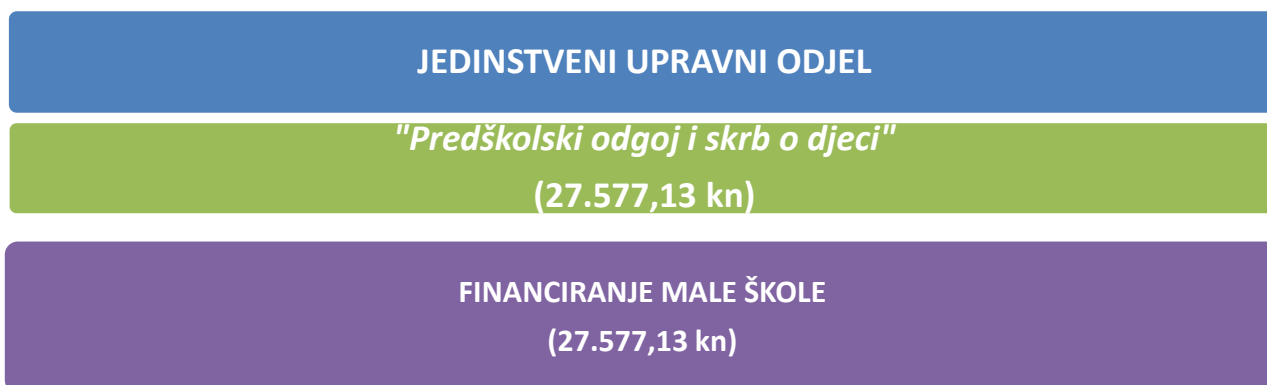 JEDINSTVENI UPRAVNI ODJEL
"Predškolski odgoj i skrb o djeci"
(27.577,13 kn)
FINANCIRANJE MALE ŠKOLE
(27.577,13 kn)